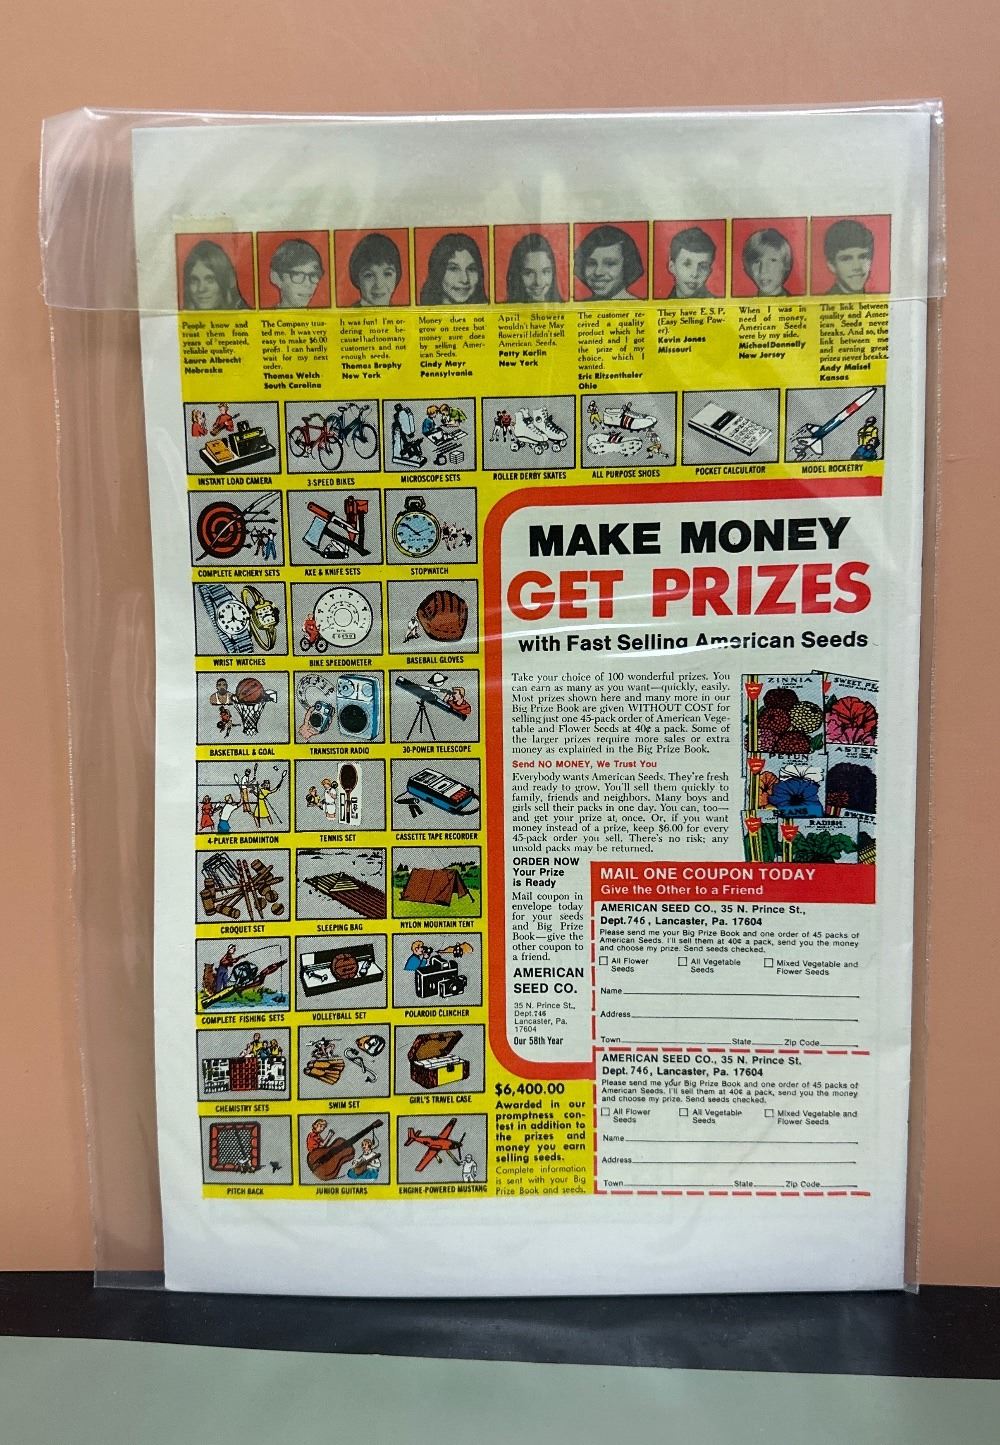 People know and
trust them from
years of repeated,
reliable quality.
Laura Albrecht
Nebraska
The Company trus-
ted me. It was very
easy to make $6.00
profit. I can hardly
wait for my next
order.
Thomas Welch
South Carolina
It was fun! I'm or-
dering more be-
cause I had too many
customers and not
enough seeds.
Thomas Brophy
New York
Money does not
grow on trees but
money sure does
by selling Amer-
ican Seeds.
Cindy Mayr
Pennsylvania
April Showers
wouldn't have May
flowers if I didn't sell
American Seeds.
Patty Karlin
New York
The customer re-
ceived a quality
product which he
wanted and I got
the prize of my
choice, which I
wanted.
Eric Ritzenthaler
Ohio
They have E. S. P.
(Easy Selling Pow-
er).
Kevin Jones
Missouri
When I was in
need of money,
American Seeds
were by my side.
Michael Donnelly
New Jersey
The link between
quality and Amer-
ican Seeds never
breaks. And so, the
link between me
and earning great
prizes never breaks.
Andy Maisel
Kansas
INSTANT LOAD CAMERA
3-SPEED BIKES
MICROSCOPE SETS
ROLLER DERBY SKATES
ALL PURPOSE SHOES
POCKET CALCULATOR
MODEL ROCKETRY
COMPLETE ARCHERY SETS
AXE & KNIFE SETS
STOPWATCH
WRIST WATCHES
BIKE SPEEDOMETER
BASEBALL GLOVES
BASKETBALL & GOAL
TRANSISTOR RADIO
30-POWER TELESCOPE
4-PLAYER BADMINTON
TENNIS SET
CASSETTE TAPE RECORDER
CROQUET SET
SLEEPING BAG
NYLON MOUNTAIN TENT
COMPLETE FISHING SETS
VOLLEYBALL SET
POLAROID CLINCHER
CHEMISTRY SETS
SWIM SET
GIRL'S TRAVEL CASE
PITCH BACK
JUNIOR GUITARS
ENGINE-POWERED MUSTANG
MAKE MONEY
GET PRIZES
with Fast Selling American Seeds
Take your choice of 100 wonderful prizes. You
can earn as many as you want—quickly, easily.
Most prizes shown here and many more in our
Big Prize Book are given WITHOUT COST for
selling just one 45-pack order of American Vege-
table and Flower Seeds at 40¢ a pack. Some of
the larger prizes require more sales or extra
money as explained in the Big Prize Book.
Send NO MONEY, We Trust You
Everybody wants American Seeds. They're fresh
and ready to grow. You'll sell them quickly to
family, friends and neighbors. Many boys and
girls sell their packs in one day. You can, too—
and get your prize at once. Or, if you want
money instead of a prize, keep $6.00 for every
45-pack order you sell. There's no risk; any
unsold packs may be returned.
ZINNIA
SWEET PE
ASTER
PETUN
BEANS
RADISH
SWEET
ORDER NOW
Your Prize
is Ready
Mail coupon in
envelope today
for your seeds
and Big Prize
Book—give the
other coupon to
a friend.
AMERICAN
SEED CO.
35 N. Prince St.,
Dept.746
Lancaster, Pa.
17604
Our 58th Year
$6,400.00
Awarded in our
promptness con-
test in addition to
the prizes and
money you earn
selling seeds.
Complete information
is sent with your Big
Prize Book and seeds.
MAIL ONE COUPON TODAY
Give the Other to a Friend
AMERICAN SEED CO., 35 N. Prince St.,
Dept.746, Lancaster, Pa. 17604
Please send me your Big Prize Book and one order of 45 packs of
American Seeds. I'll sell them at 40¢ a pack, send you the money
and choose my prize. Send seeds checked.
All Flower Seeds All Vegetable Seeds Mixed Vegetable and Flower Seeds
Name
Address
Town State Zip Code
AMERICAN SEED CO., 35 N. Prince St.
Dept.746, Lancaster, Pa. 17604
Please send me your Big Prize Book and one order of 45 packs of
American Seeds. I'll sell them at 40¢ a pack, send you the money
and choose my prize. Send seeds checked.
All Flower Seeds All Vegetable Seeds Mixed Vegetable and Flower Seeds
Name
Address
Town State Zip Code